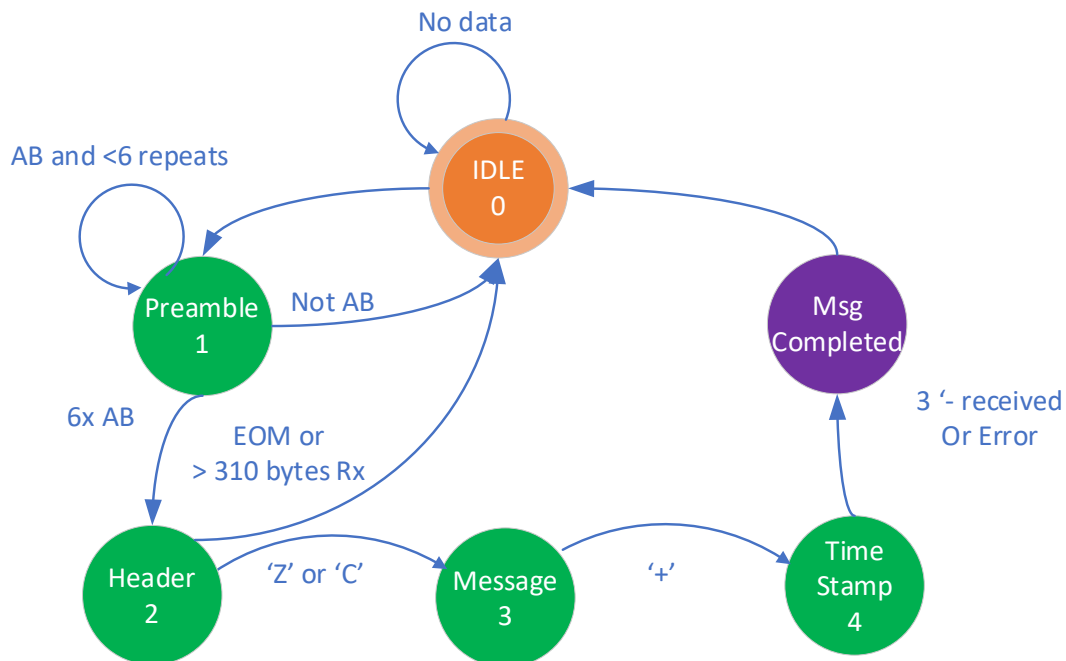 No data
AB and <6 repeats
IDLE
0
Preamble
1
Not AB
Msg
Completed
6x AB
EOM or
> 310 bytes Rx
3 ‘- received
Or Error
Header
2
‘Z’ or ‘C’
Message
3
‘+’
Time
Stamp
4